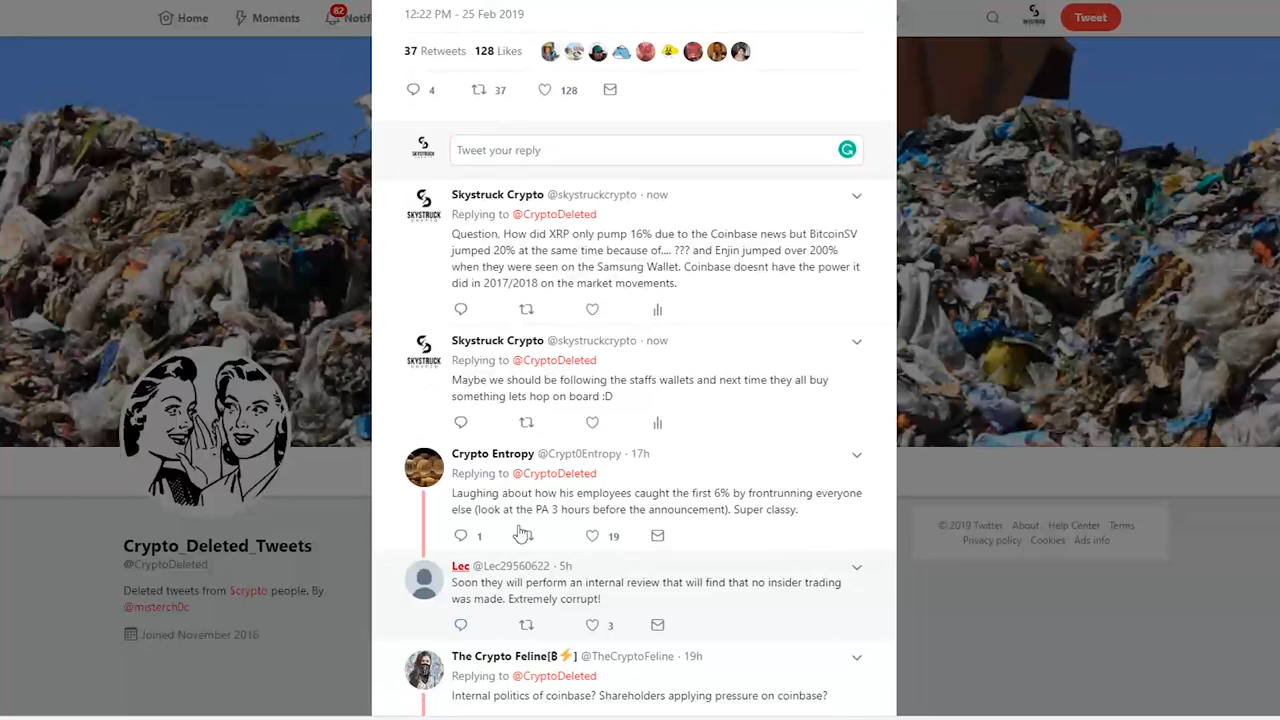 Home
Moments
82
Notif
Tweet
12:22 PM - 25 Feb 2019
37 Retweets 128 Likes
4 37 128
SKYSTRUCK
Tweet your reply
SKYSTRUCK
Skystruck Crypto @skystruckcrypto · now
Replying to @CryptoDeleted
Question. How did XRP only pump 16% due to the Coinbase news but BitcoinSV
jumped 20% at the same time because of.... ??? and Enjin jumped over 200%
when they were seen on the Samsung Wallet. Coinbase doesnt have the power it
did in 2017/2018 on the market movements.
SKYSTRUCK
Skystruck Crypto @skystruckcrypto · now
Replying to @CryptoDeleted
Maybe we should be following the staffs wallets and next time they all buy
something lets hop on board :D
Crypto Entropy @Crypt0Entropy · 17h
Replying to @CryptoDeleted
Laughing about how his employees caught the first 6% by frontrunning everyone
else (look at the PA 3 hours before the announcement). Super classy.
1 19
Lec @Lec29560622 · 5h
Soon they will perform an internal review that will find that no insider trading
was made. Extremely corrupt!
3
The Crypto Feline[₿⚡] @TheCryptoFeline · 19h
Replying to @CryptoDeleted
Internal politics of coinbase? Shareholders applying pressure on coinbase?
Crypto_Deleted_Tweets
@CryptoDeleted
Deleted tweets from $crypto people. By
@misterch0c
Joined November 2016
© 2019 Twitter About Help Center Terms
Privacy policy Cookies Ads info